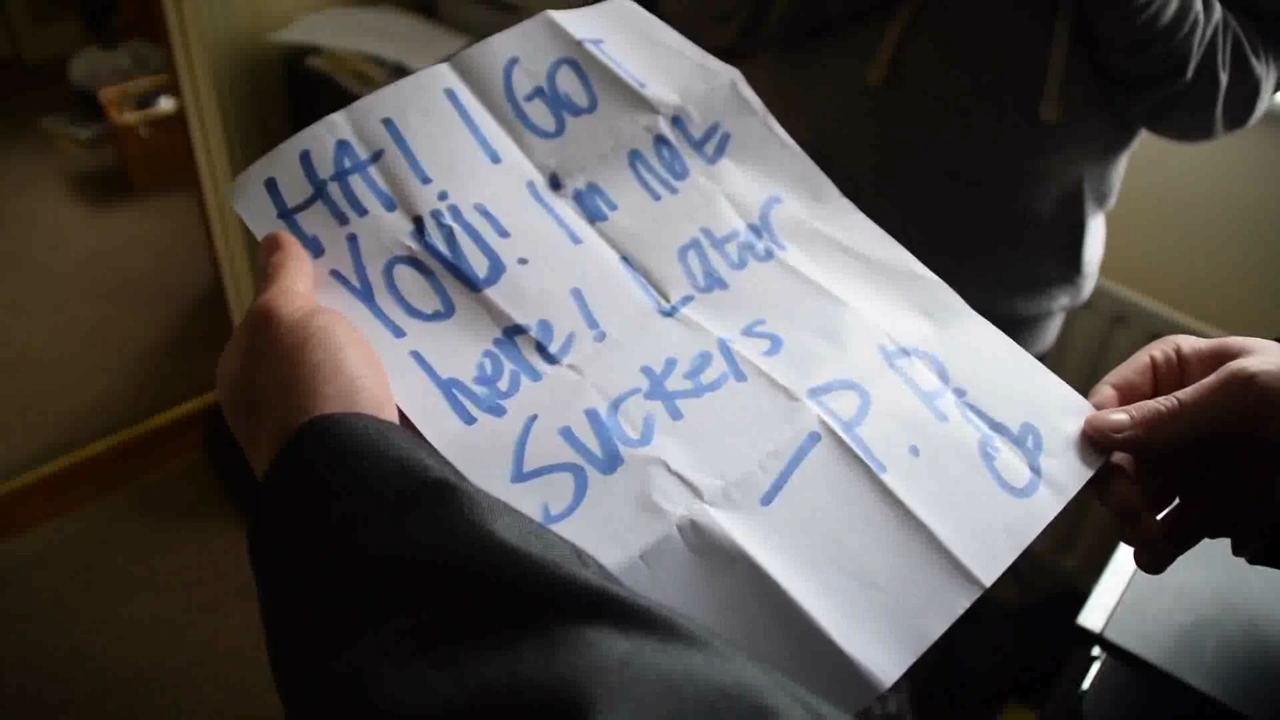 HA! I GOT
YOU! I'm not
here! Later
Suckers
– P.